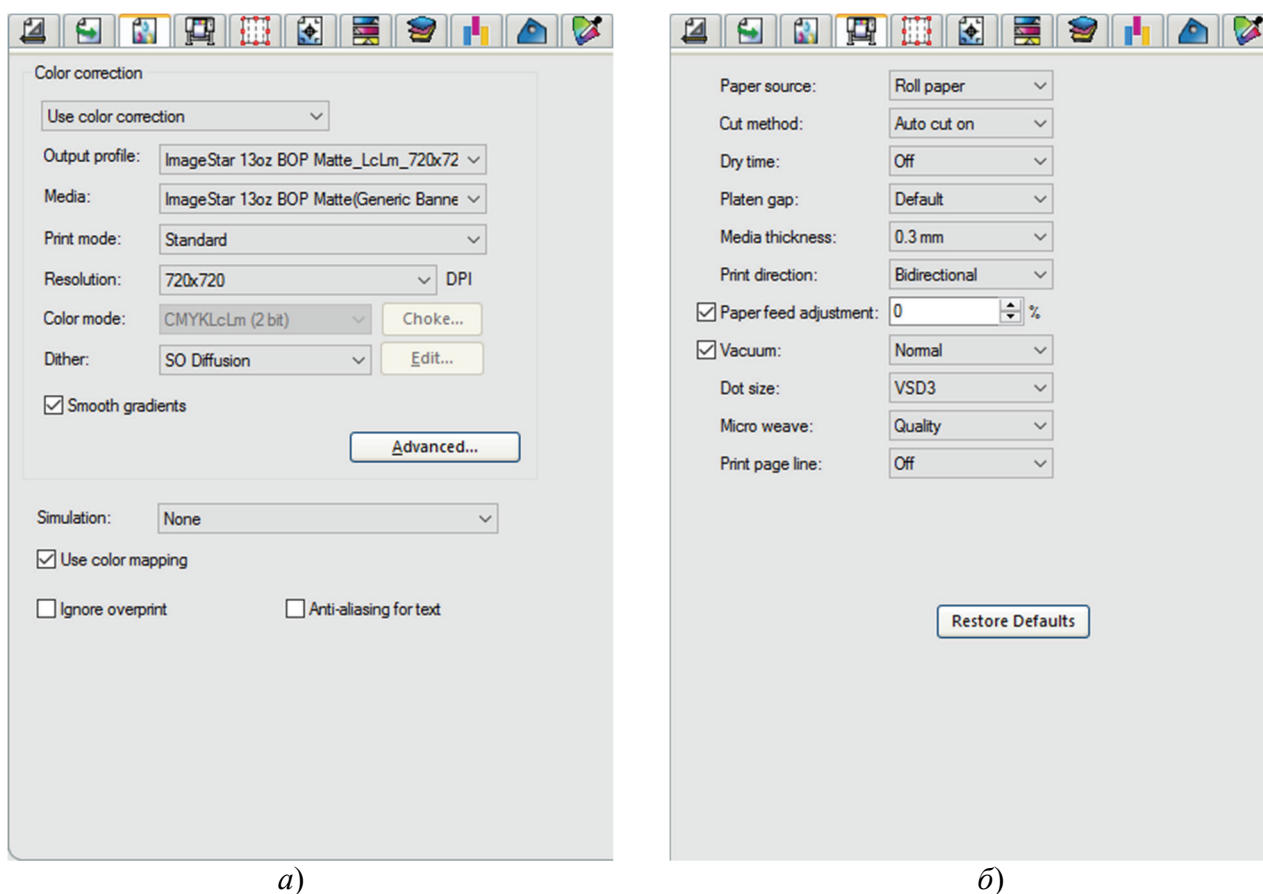 Color correction
Use color correction
Output profile: ImageStar 13oz BOP Matte_LcLm_720x72
Media: ImageStar 13oz BOP Matte(Generic Banne
Print mode: Standard
Resolution: 720x720 DPI
Color mode: CMYKLcLm (2 bit) Choke...
Dither: SO Diffusion Edit...
Smooth gradients
Advanced...
Simulation: None
Use color mapping
Ignore overprint Anti-aliasing for text
а)
Paper source: Roll paper
Cut method: Auto cut on
Dry time: Off
Platen gap: Default
Media thickness: 0.3 mm
Print direction: Bidirectional
Paper feed adjustment: 0 %
Vacuum: Normal
Dot size: VSD3
Micro weave: Quality
Print page line: Off
Restore Defaults
б)